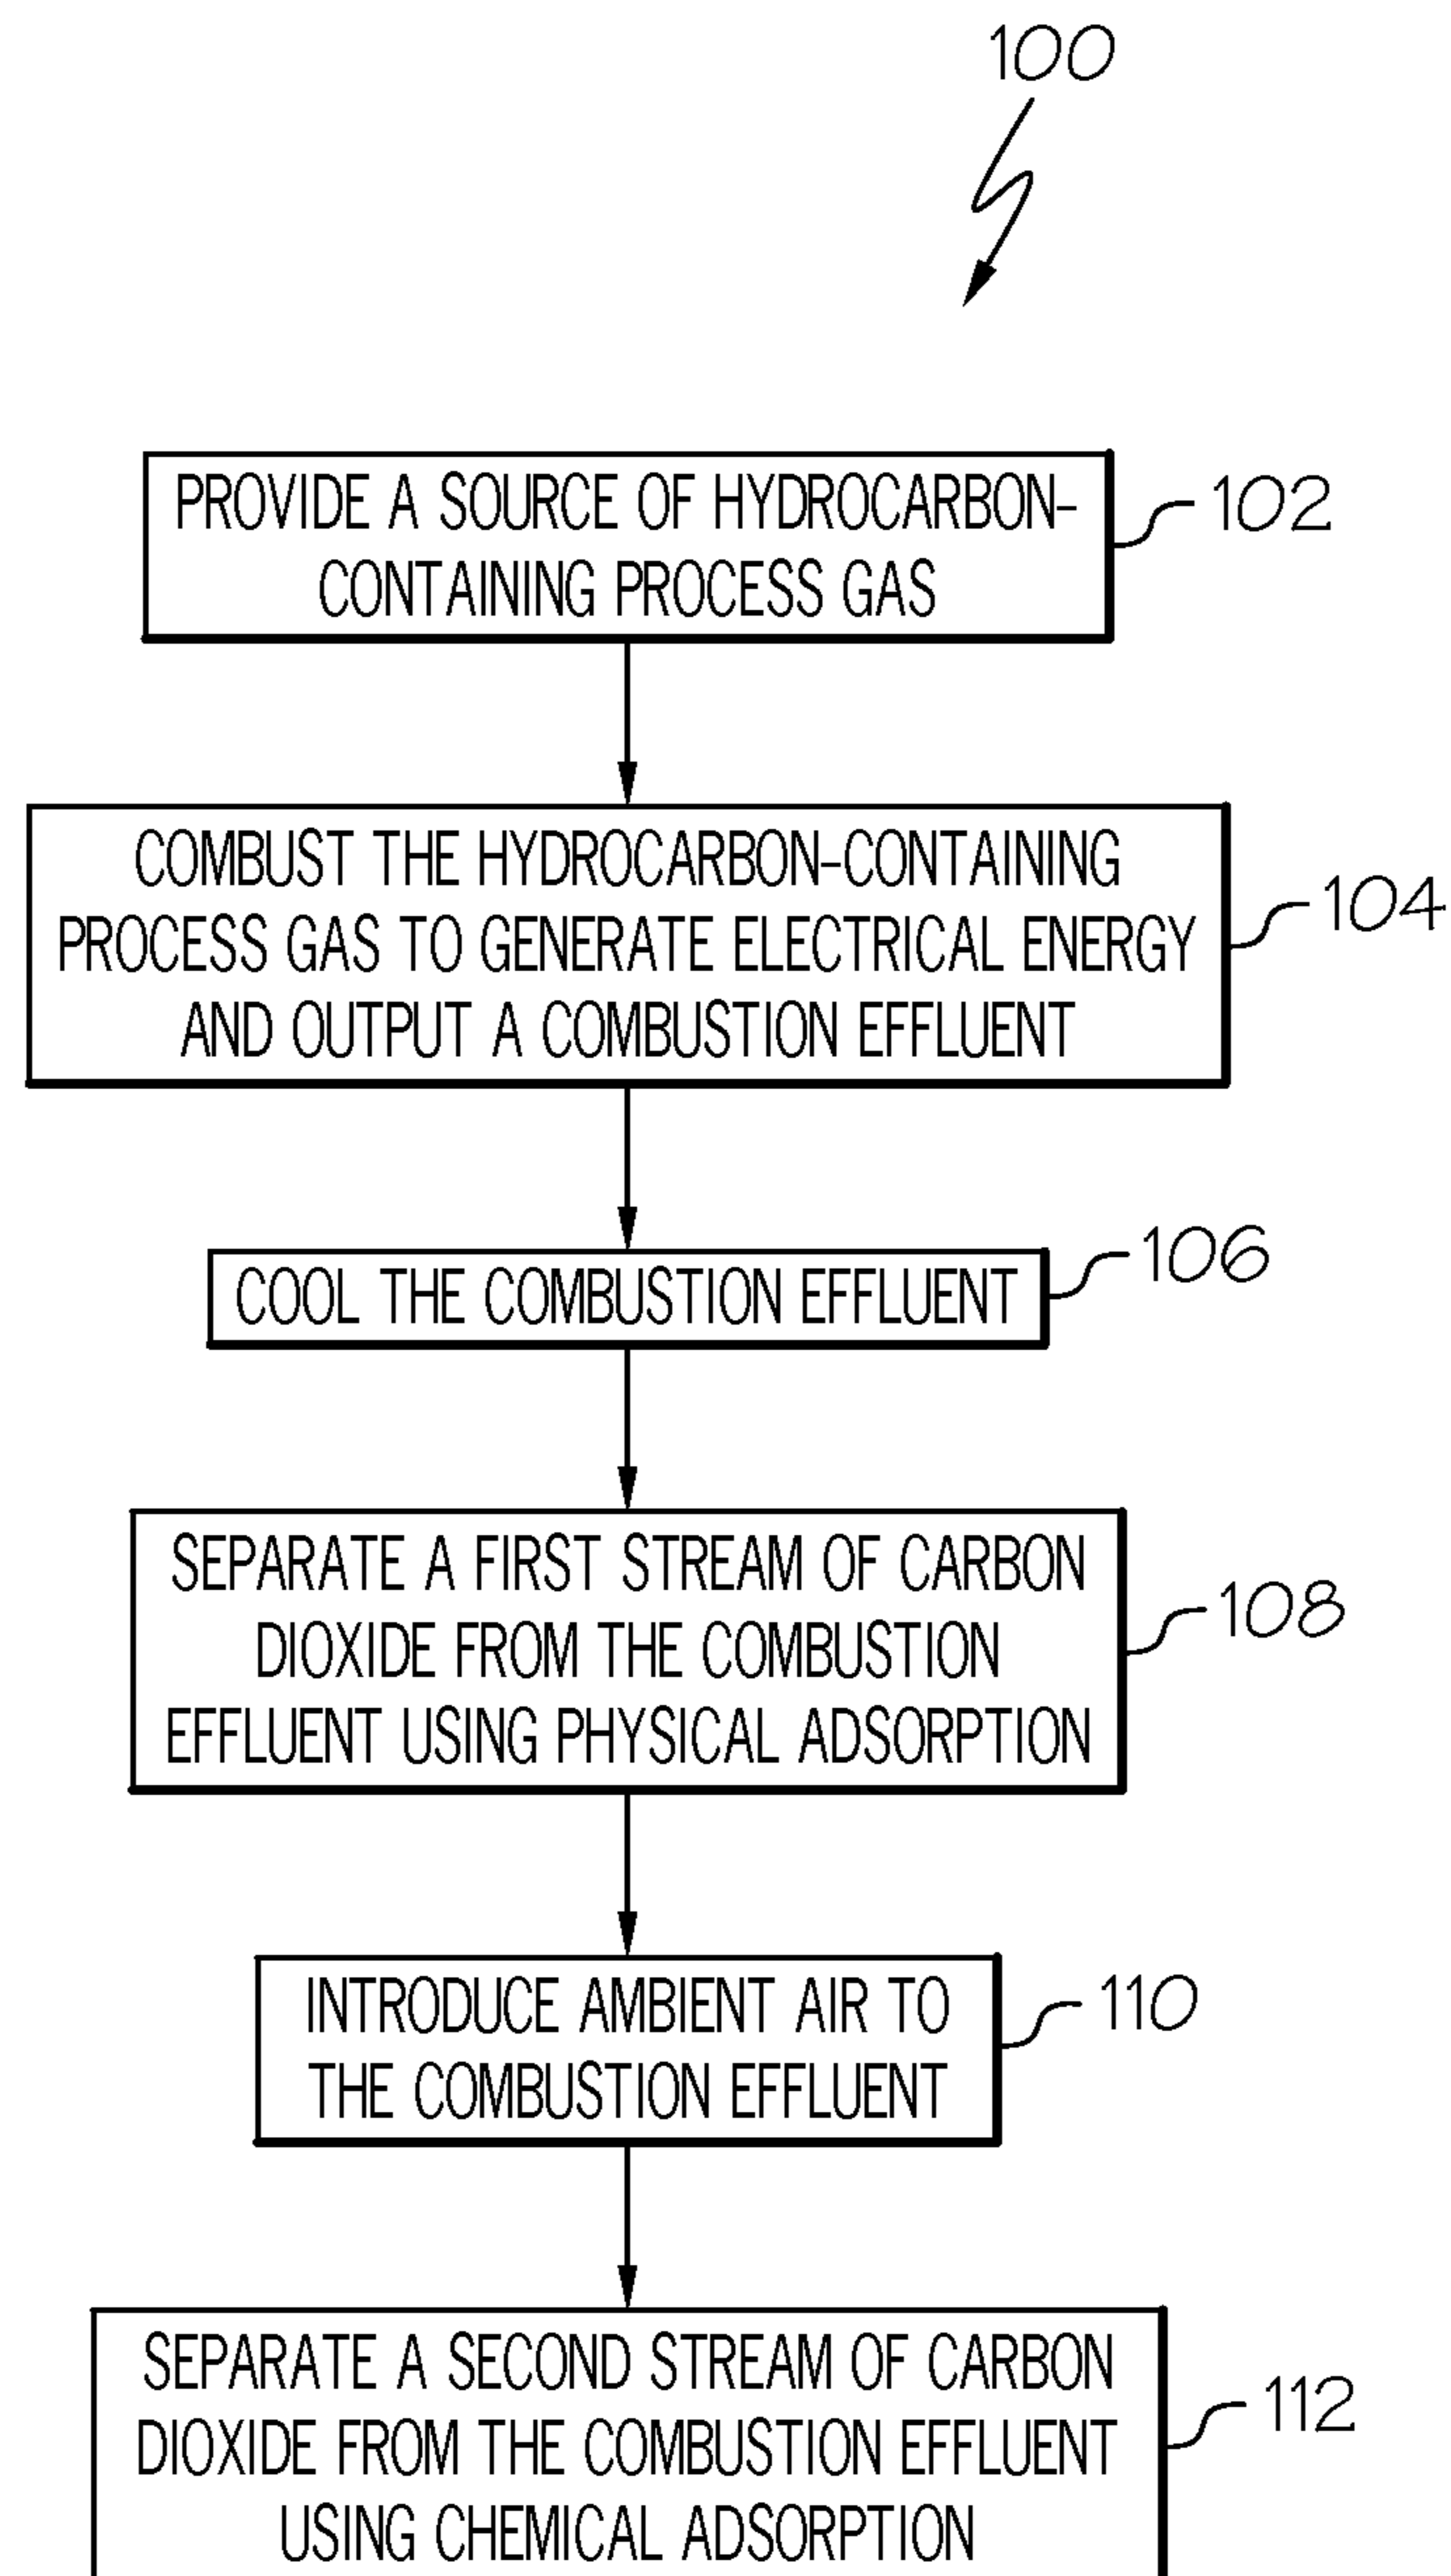 100
PROVIDE A SOURCE OF HYDROCARBON-
CONTAINING PROCESS GAS
102
COMBUST THE HYDROCARBON-CONTAINING
PROCESS GAS TO GENERATE ELECTRICAL ENERGY
AND OUTPUT A COMBUSTION EFFLUENT
104
COOL THE COMBUSTION EFFLUENT
106
SEPARATE A FIRST STREAM OF CARBON
DIOXIDE FROM THE COMBUSTION
EFFLUENT USING PHYSICAL ADSORPTION
108
INTRODUCE AMBIENT AIR TO
THE COMBUSTION EFFLUENT
110
SEPARATE A SECOND STREAM OF CARBON
DIOXIDE FROM THE COMBUSTION EFFLUENT
USING CHEMICAL ADSORPTION
112